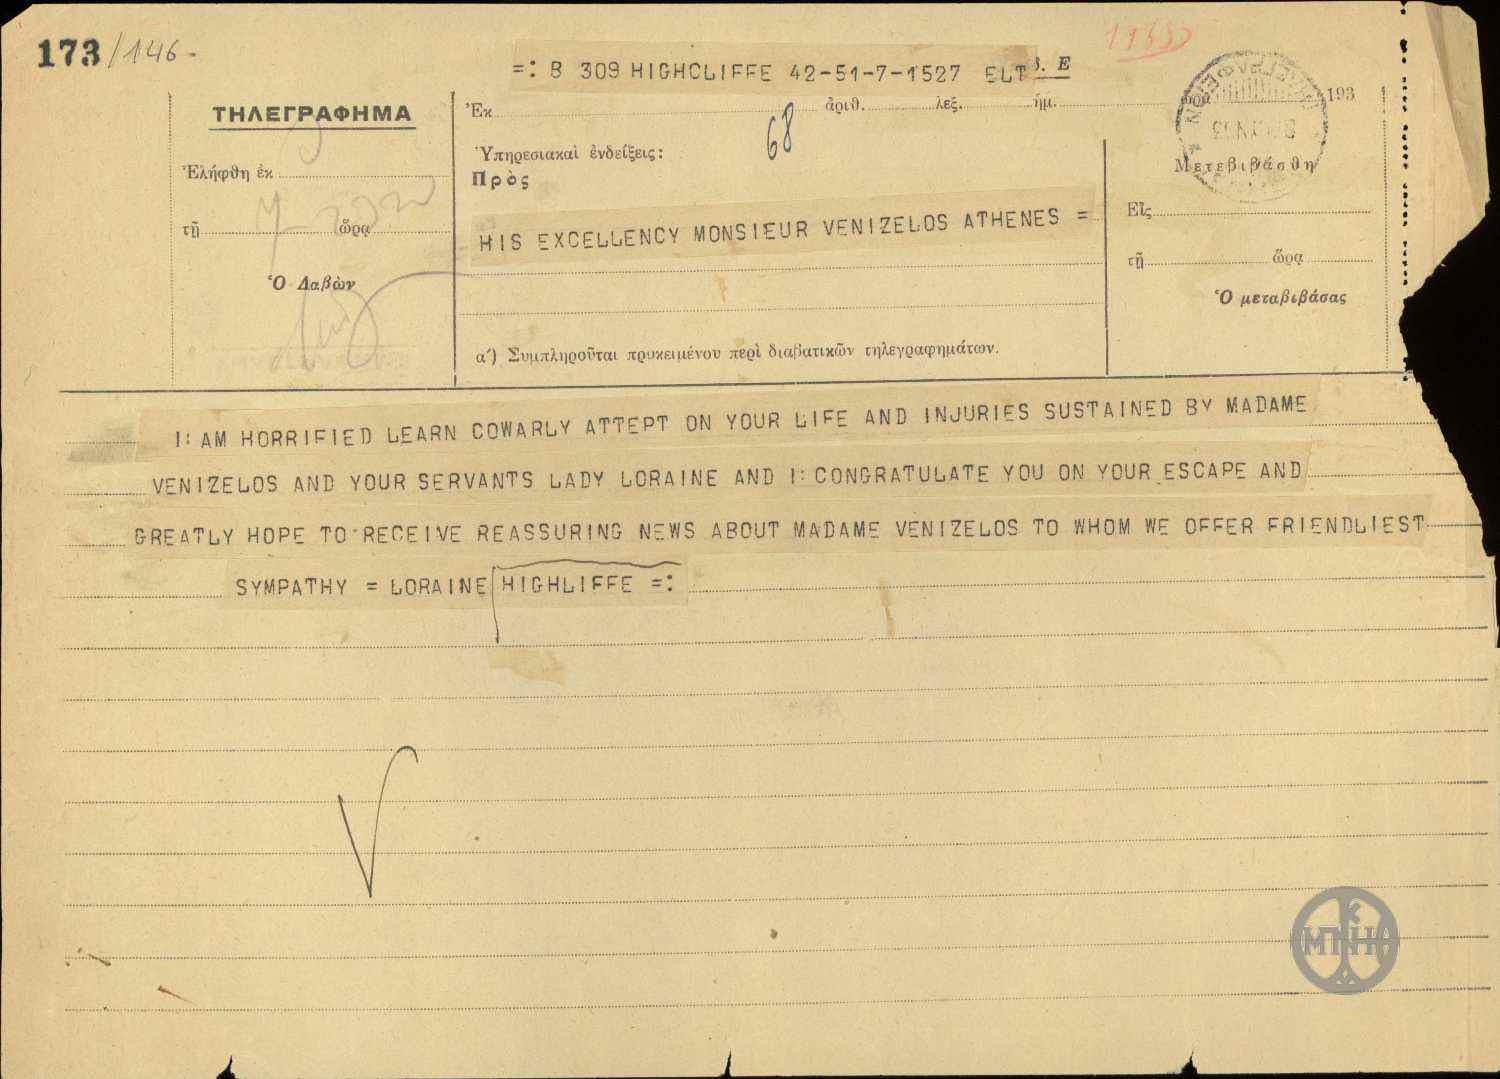 173/146-
=: B 309 HIGHCLIFFE 42-51-7-1527 ELT Β. Ε
ΤΗΛΕΓΡΑΦΗΜΑ
Ἐλήφθη ἐκ
τῇ ὥρᾳ
Ὁ Λαβὼν
Ἐκ ἀριθ. λεξ. ἡμ. ὥρα 193
68
Ὑπηρεσιακαὶ ἐνδείξεις:
Πρὸς
HIS EXCELLENCY MONSIEUR VENIZELOS ATHENES =
α΄) Συμπληροῦται προκειμένου περὶ διαβατικῶν τηλεγραφημάτων.
Μετεβιβάσθη
Εἰς
τῇ ὥρᾳ
Ὁ μεταβιβάσας
I: AM HORRIFIED LEARN COWARLY ATTEPT ON YOUR LIFE AND INJURIES SUSTAINED BY MADAME
VENIZELOS AND YOUR SERVANTS LADY LORAINE AND I: CONGRATULATE YOU ON YOUR ESCAPE AND
GREATLY HOPE TO RECEIVE REASSURING NEWS ABOUT MADAME VENIZELOS TO WHOM WE OFFER FRIENDLIEST
SYMPATHY = LORAINE HIGHLIFFE =: